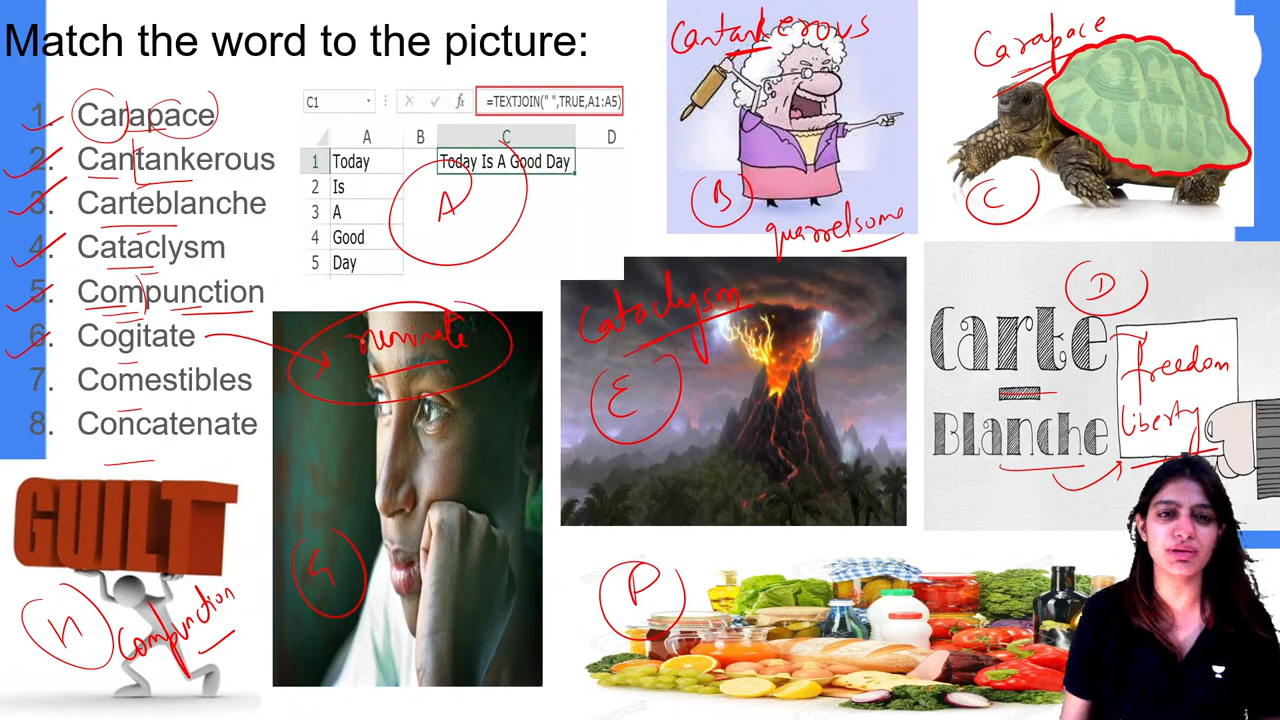 Match the word to the picture:
1. Carapace
2. Cantankerous
3. Carteblanche
4. Cataclysm
5. Compunction
6. Cogitate
7. Comestibles
8. Concatenate
C1 fx =TEXTJOIN(" ",TRUE,A1:A5)
A B C D
1 Today Today Is A Good Day
2 Is
3 A
4 Good
5 Day
A
Cantankerous
B
quarrelsome
Carapace
C
ruminate
G
Cataclysm
E
D
Carte
Blanche
freedom
liberty
GUILT
H
Compunction